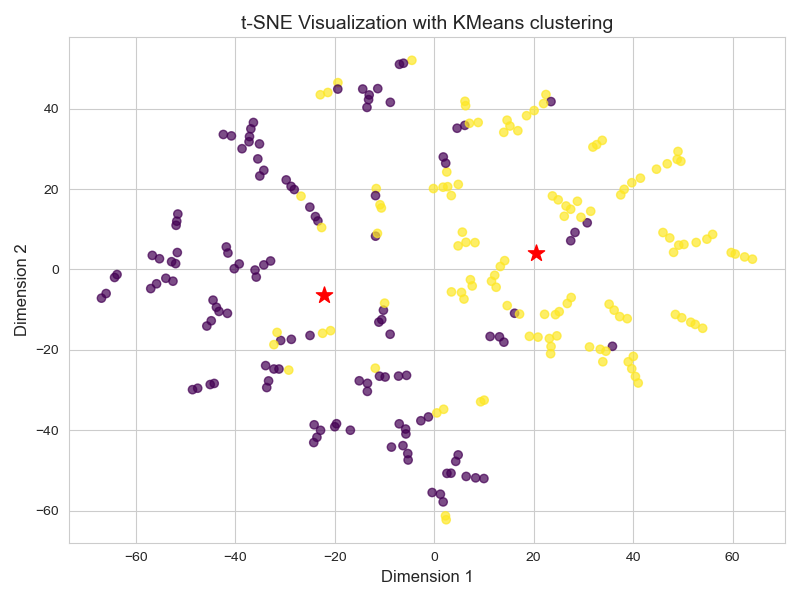 t-SNE Visualization with KMeans clustering
40
20
0
−20
−40
−60
Dimension 2
−60 −40 −20 0 20 40 60
Dimension 1